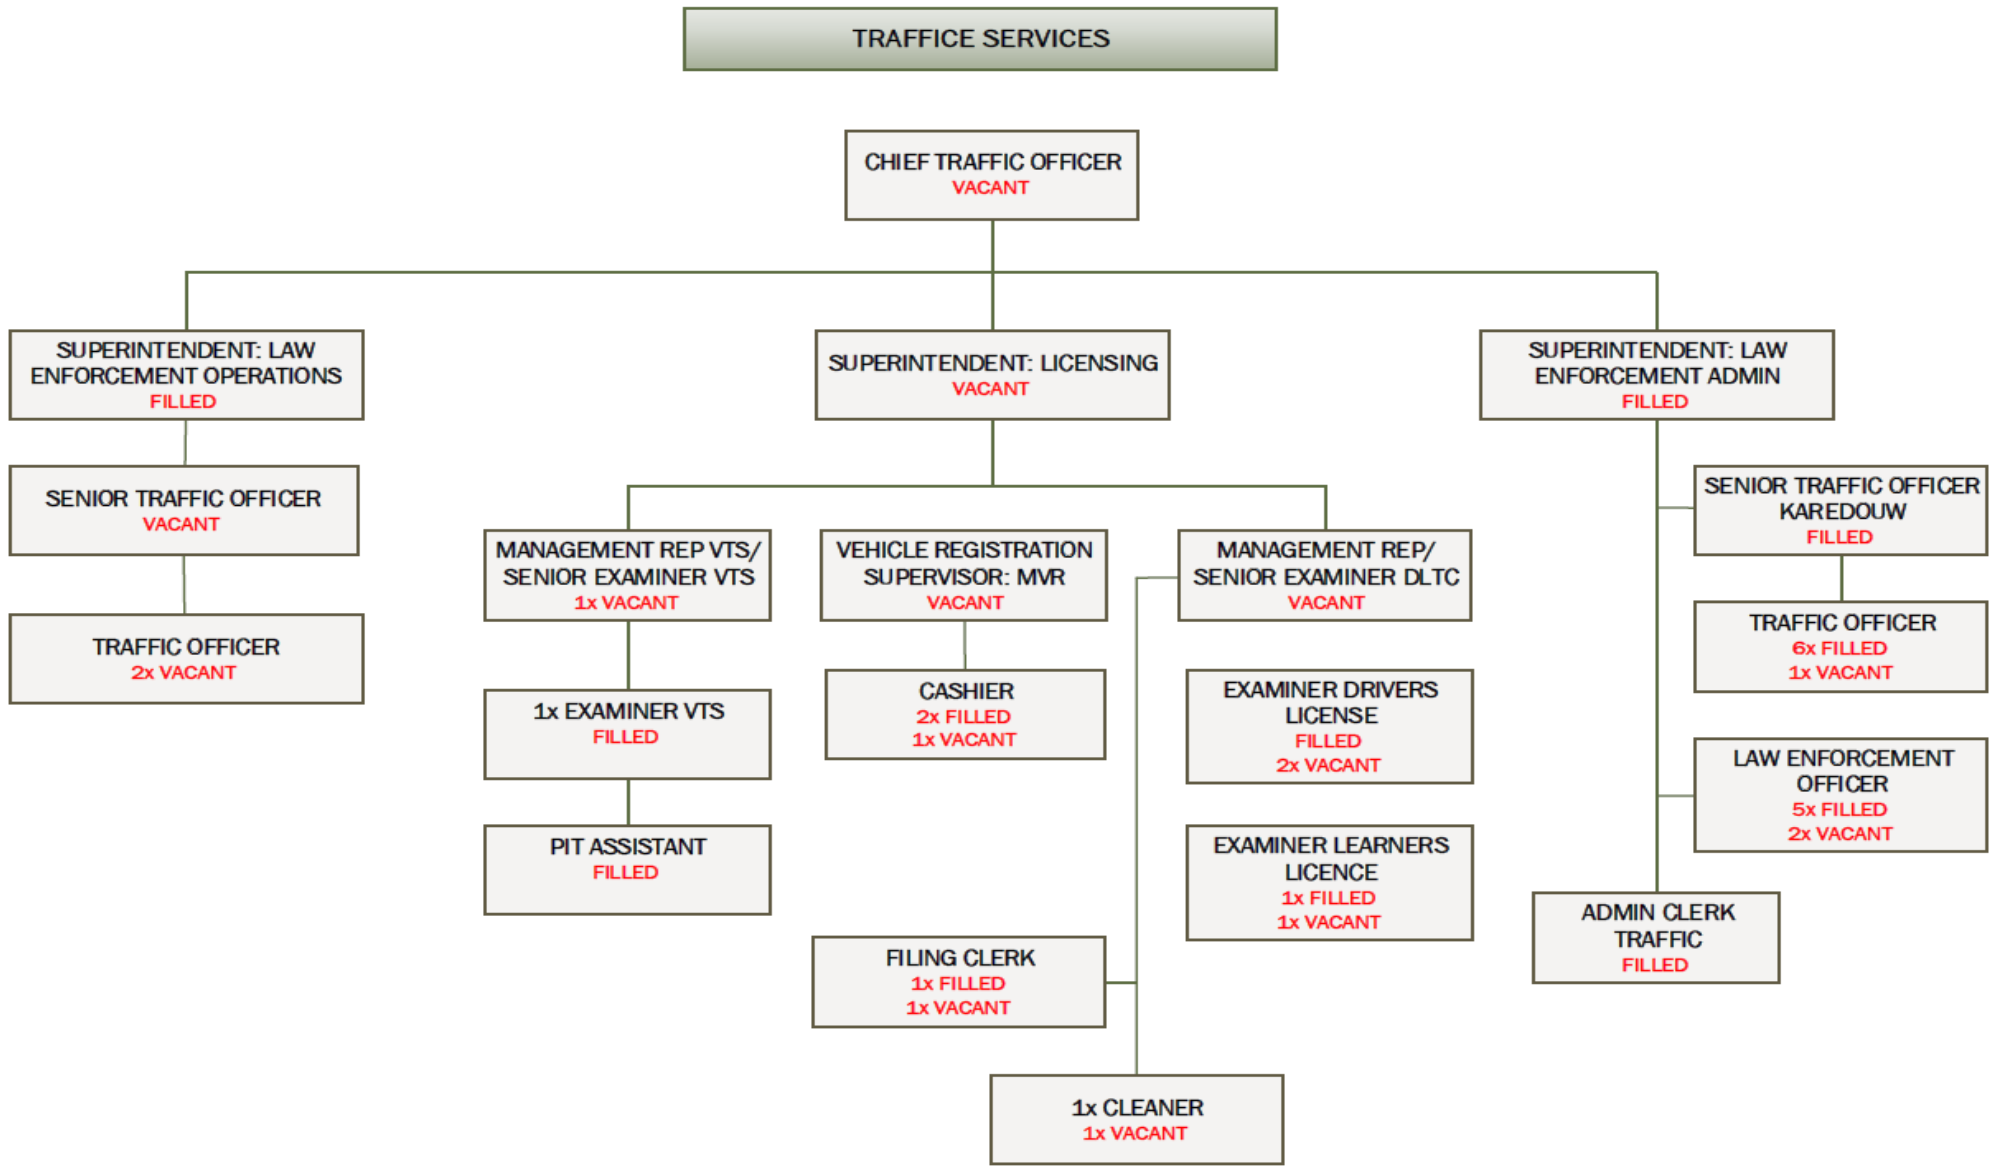 TRAFFICE SERVICES
CHIEF TRAFFIC OFFICER
VACANT
SUPERINTENDENT: LAW
ENFORCEMENT OPERATIONS
FILLED
SUPERINTENDENT: LICENSING
VACANT
SUPERINTENDENT: LAW
ENFORCEMENT ADMIN
FILLED
SENIOR TRAFFIC OFFICER
VACANT
SENIOR TRAFFIC OFFICER
KAREDOUW
FILLED
MANAGEMENT REP VTS/
SENIOR EXAMINER VTS
1x VACANT
VEHICLE REGISTRATION
SUPERVISOR: MVR
VACANT
MANAGEMENT REP/
SENIOR EXAMINER DLTC
VACANT
TRAFFIC OFFICER
2x VACANT
TRAFFIC OFFICER
6x FILLED
1x VACANT
1x EXAMINER VTS
FILLED
CASHIER
2x FILLED
1x VACANT
EXAMINER DRIVERS
LICENSE
FILLED
2x VACANT
LAW ENFORCEMENT
OFFICER
5x FILLED
2x VACANT
PIT ASSISTANT
FILLED
EXAMINER LEARNERS
LICENCE
1x FILLED
1x VACANT
ADMIN CLERK
TRAFFIC
FILLED
FILING CLERK
1x FILLED
1x VACANT
1x CLEANER
1x VACANT